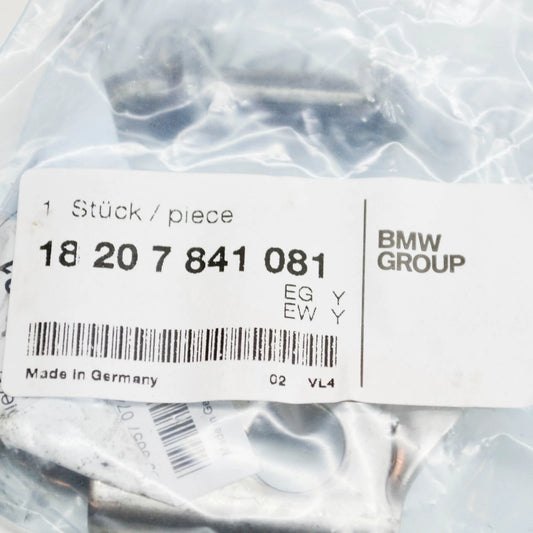 1 Stück / piece
18 20 7 841 081
BMW
GROUP
EG Y
EW Y
Made in Germany 02 VL4